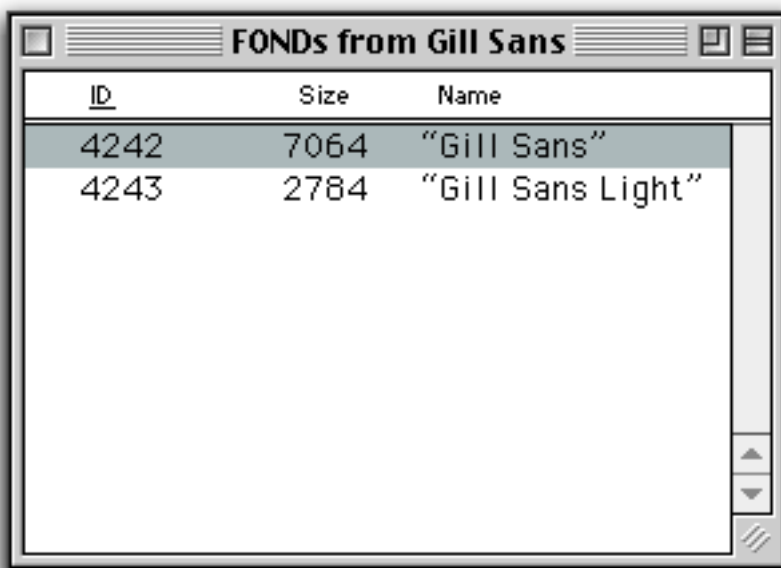 FONDs from Gill Sans
ID Size Name
4242 7064 “Gill Sans”
4243 2784 “Gill Sans Light”